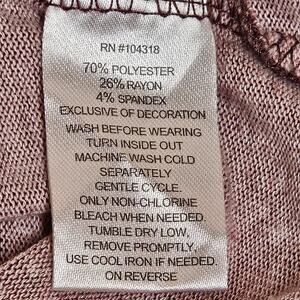 RN #104318
70% POLYESTER
26% RAYON
4% SPANDEX
EXCLUSIVE OF DECORATION
WASH BEFORE WEARING
TURN INSIDE OUT
MACHINE WASH COLD
SEPARATELY
GENTLE CYCLE.
ONLY NON-CHLORINE
BLEACH WHEN NEEDED.
TUMBLE DRY LOW,
REMOVE PROMPTLY.
USE COOL IRON IF NEEDED.
ON REVERSE